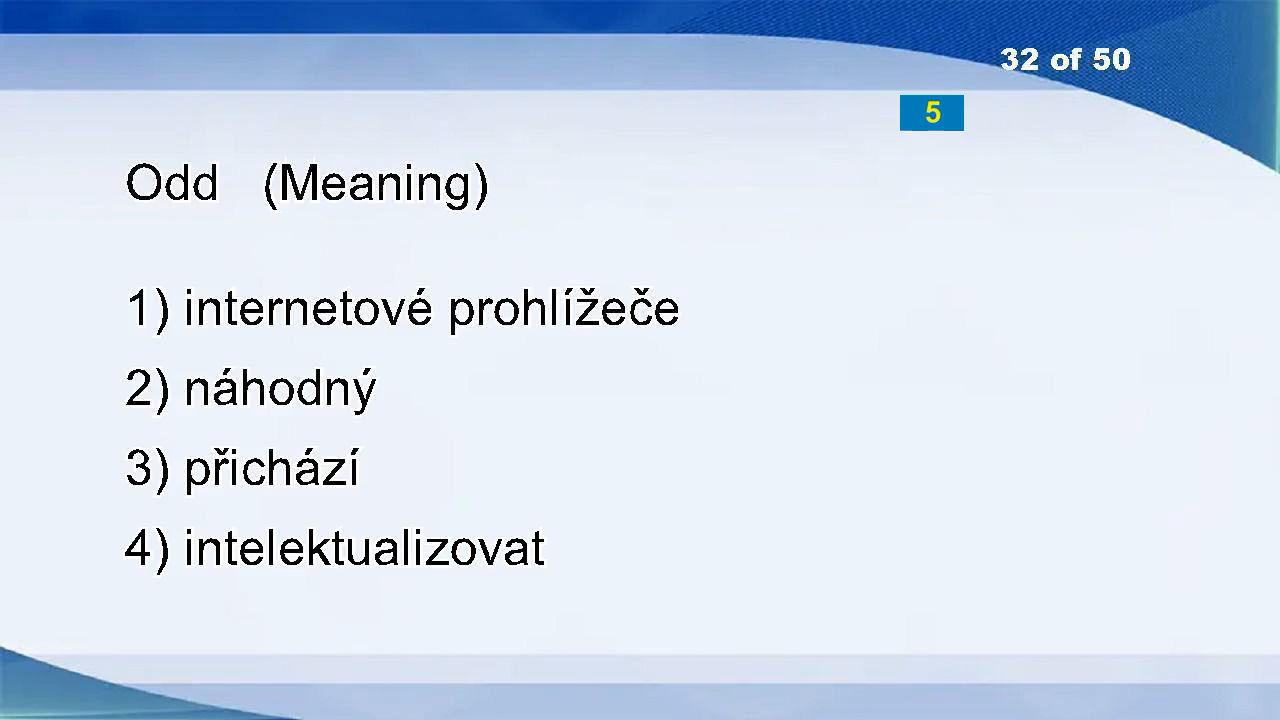 32 of 50
5
Odd (Meaning)
1) internetové prohlížeče
2) náhodný
3) přichází
4) intelektualizovat